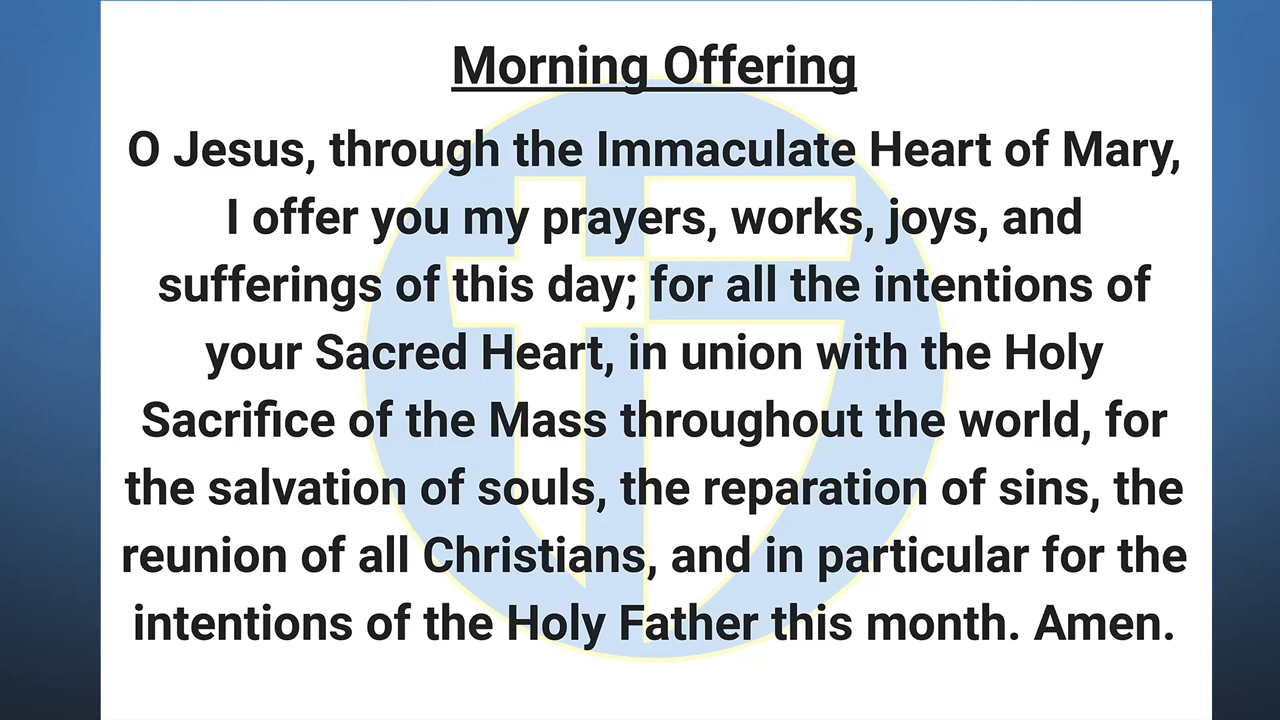 Morning Offering
O Jesus, through the Immaculate Heart of Mary,
I offer you my prayers, works, joys, and
sufferings of this day; for all the intentions of
your Sacred Heart, in union with the Holy
Sacrifice of the Mass throughout the world, for
the salvation of souls, the reparation of sins, the
reunion of all Christians, and in particular for the
intentions of the Holy Father this month. Amen.